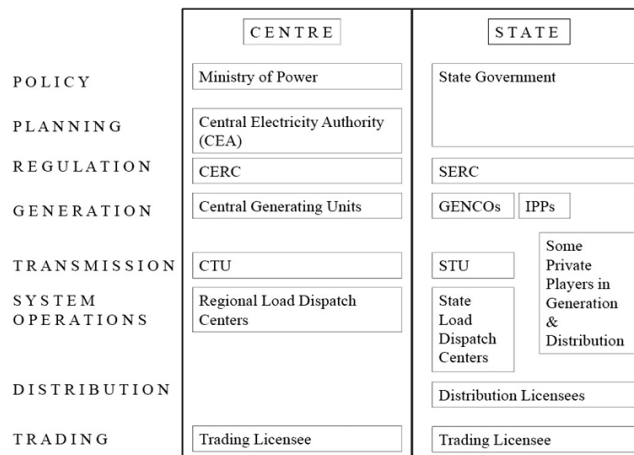 CENTRE STATE
POLICY Ministry of Power State Government
PLANNING Central Electricity Authority
(CEA)
REGULATION CERC SERC
GENERATION Central Generating Units GENCOs IPPs
Some
Private
Players in
Generation
&
Distribution
TRANSMISSION CTU STU
SYSTEM
OPERATIONS
Regional Load Dispatch
Centers
State
Load
Dispatch
Centers
DISTRIBUTION Distribution Licensees
TRADING Trading Licensee Trading Licensee